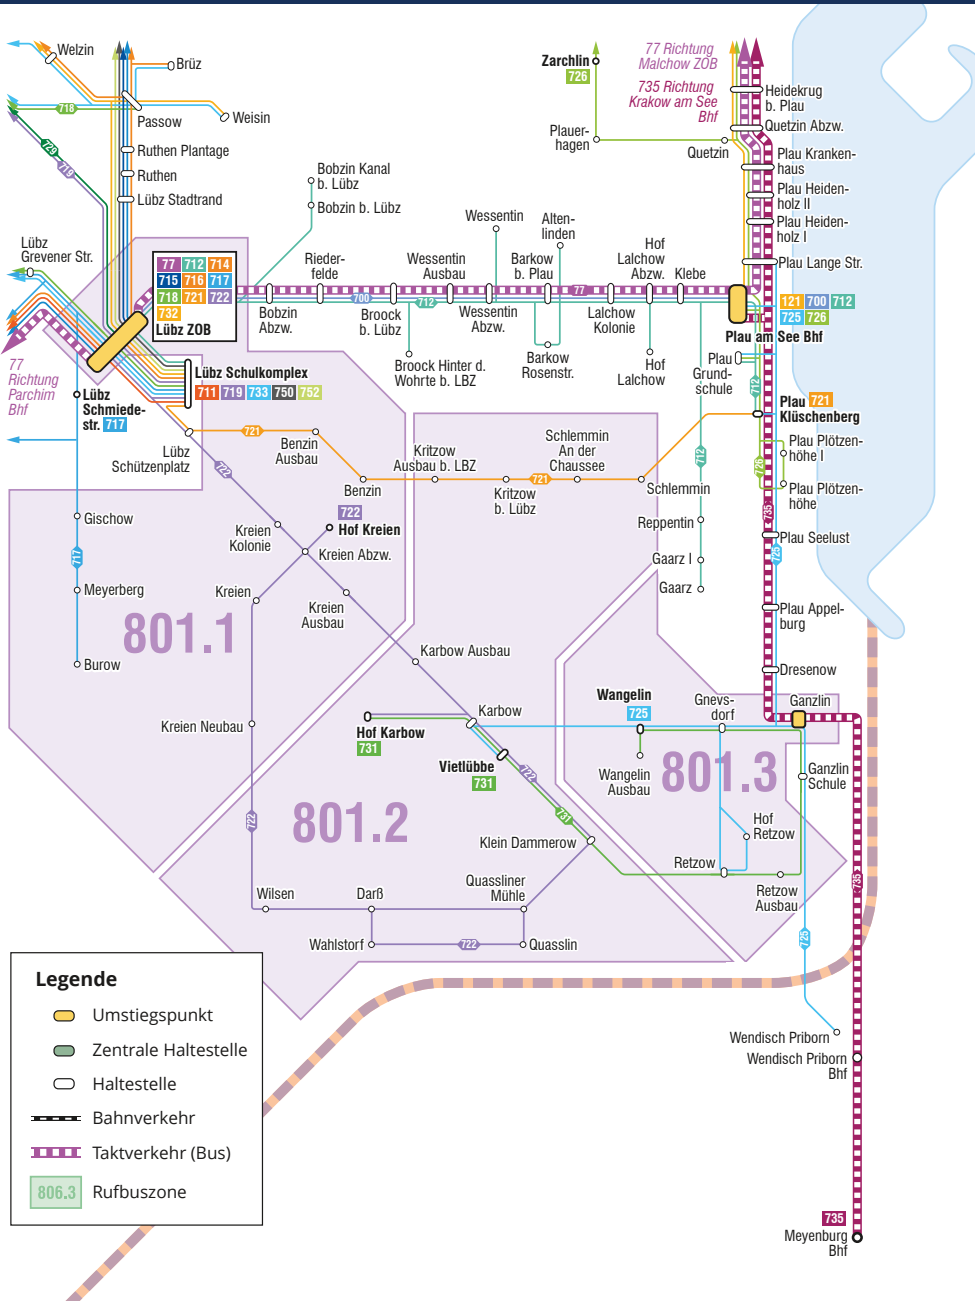 Welzin
Brüz
718
Passow
Weisin
729
719
Ruthen Plantage
Ruthen
Lübz Stadtrand
Lübz
Grevener Str.
77 712 714
715 716 717
718 721 722
732
Lübz ZOB
77
Richtung
Parchim
Bhf
Lübz Schulkomplex
711 719 733 750 752
Lübz
Schmiede-
str. 717
Lübz
Schützenplatz
Bobzin Kanal
b. Lübz
Bobzin b. Lübz
Rieder-
felde
Bobzin
Abzw.
700
Broock
b. Lübz
712
Wessentin
Ausbau
Wessentin
Wessentin
Abzw.
Alten-
linden
Barkow
b. Plau
77
Barkow
Rosenstr.
Broock Hinter d.
Wohrte b. LBZ
Hof
Lalchow
Abzw.
Klebe
Lalchow
Kolonie
Hof
Lalchow
Zarchlin
726
Plauer-
hagen
77 Richtung
Malchow ZOB
735 Richtung
Krakow am See
Bhf
Quetzin
Heidekrug
b. Plau
Quetzin Abzw.
Plau Kranken-
haus
Plau Heiden-
holz II
Plau Heiden-
holz I
Plau Lange Str.
121 700 712
725 726
Plau am See Bhf
Plau
Grund-
schule
712
Plau 721
Klüschenberg
Plau Plötzen-
höhe I
726
Plau Plötzen-
höhe
735
Plau Seelust
725
Plau Appel-
burg
Dresenow
721
Benzin
Ausbau
Benzin
Kritzow
Ausbau b. LBZ
Kritzow
b. Lübz
721
Schlemmin
An der
Chaussee
Schlemmin
712
Reppentin
Gaarz I
Gaarz
722
722
Hof Kreien
Kreien
Kolonie
Kreien Abzw.
Kreien
Kreien
Ausbau
Gischow
717
Meyerberg
Burow
801.1
Karbow Ausbau
Kreien Neubau
Hof Karbow
731
Karbow
Vietlübbe
731
722
731
801.2
722
Klein Dammerow
Quassliner
Mühle
Wilsen
Darß
Wahlstorf
722
Quasslin
Wangelin
725
Wangelin
Ausbau
Gnevs-
dorf
Ganzlin
801.3
Ganzlin
Schule
Hof
Retzow
Retzow
Retzow
Ausbau
735
725
Wendisch Priborn
Wendisch Priborn
Bhf
735
Meyenburg
Bhf
Legende
Umstiegspunkt
Zentrale Haltestelle
Haltestelle
Bahnverkehr
Taktverkehr (Bus)
806.3 Rufbuszone